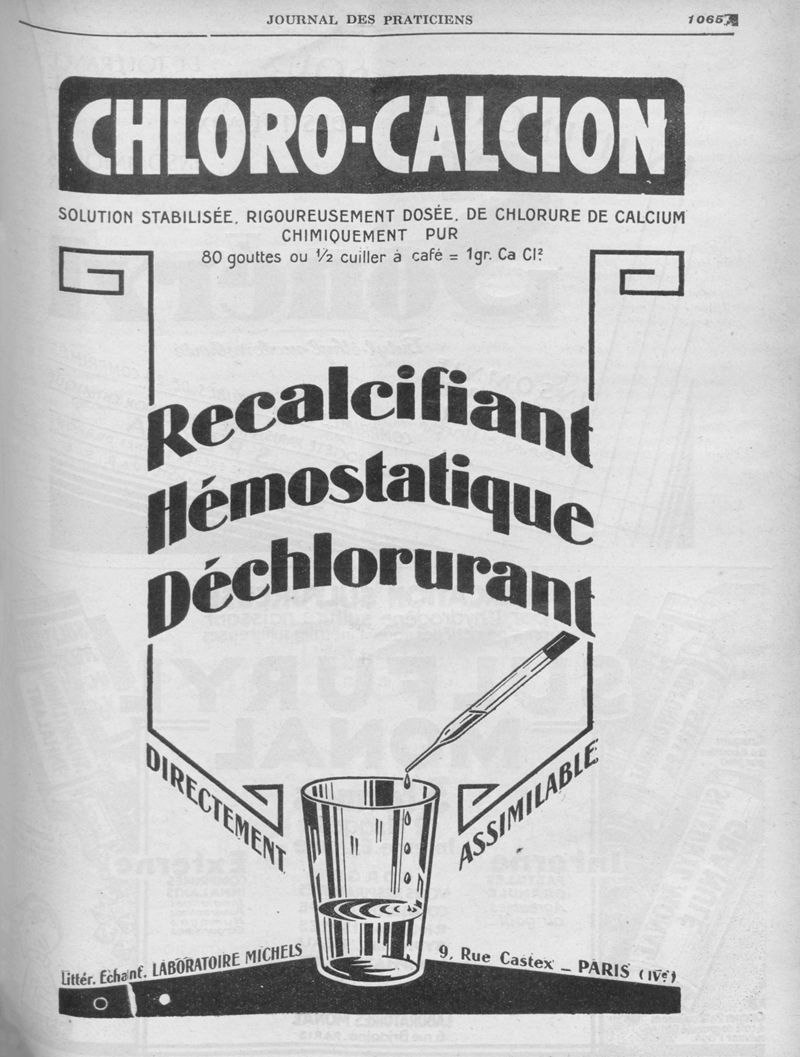 JOURNAL DES PRATICIENS
1065
CHLORO-CALCION
SOLUTION STABILISÉE, RIGOUREUSEMENT DOSÉE, DE CHLORURE DE CALCIUM
CHIMIQUEMENT PUR
80 gouttes ou ½ cuiller à café = 1gr. Ca Cl²
Recalcifiant
Hémostatique
Déchlorurant
DIRECTEMENT
ASSIMILABLE
Littér. Échant. LABORATOIRE MICHELS
9, Rue Castex _ PARIS (IVe)